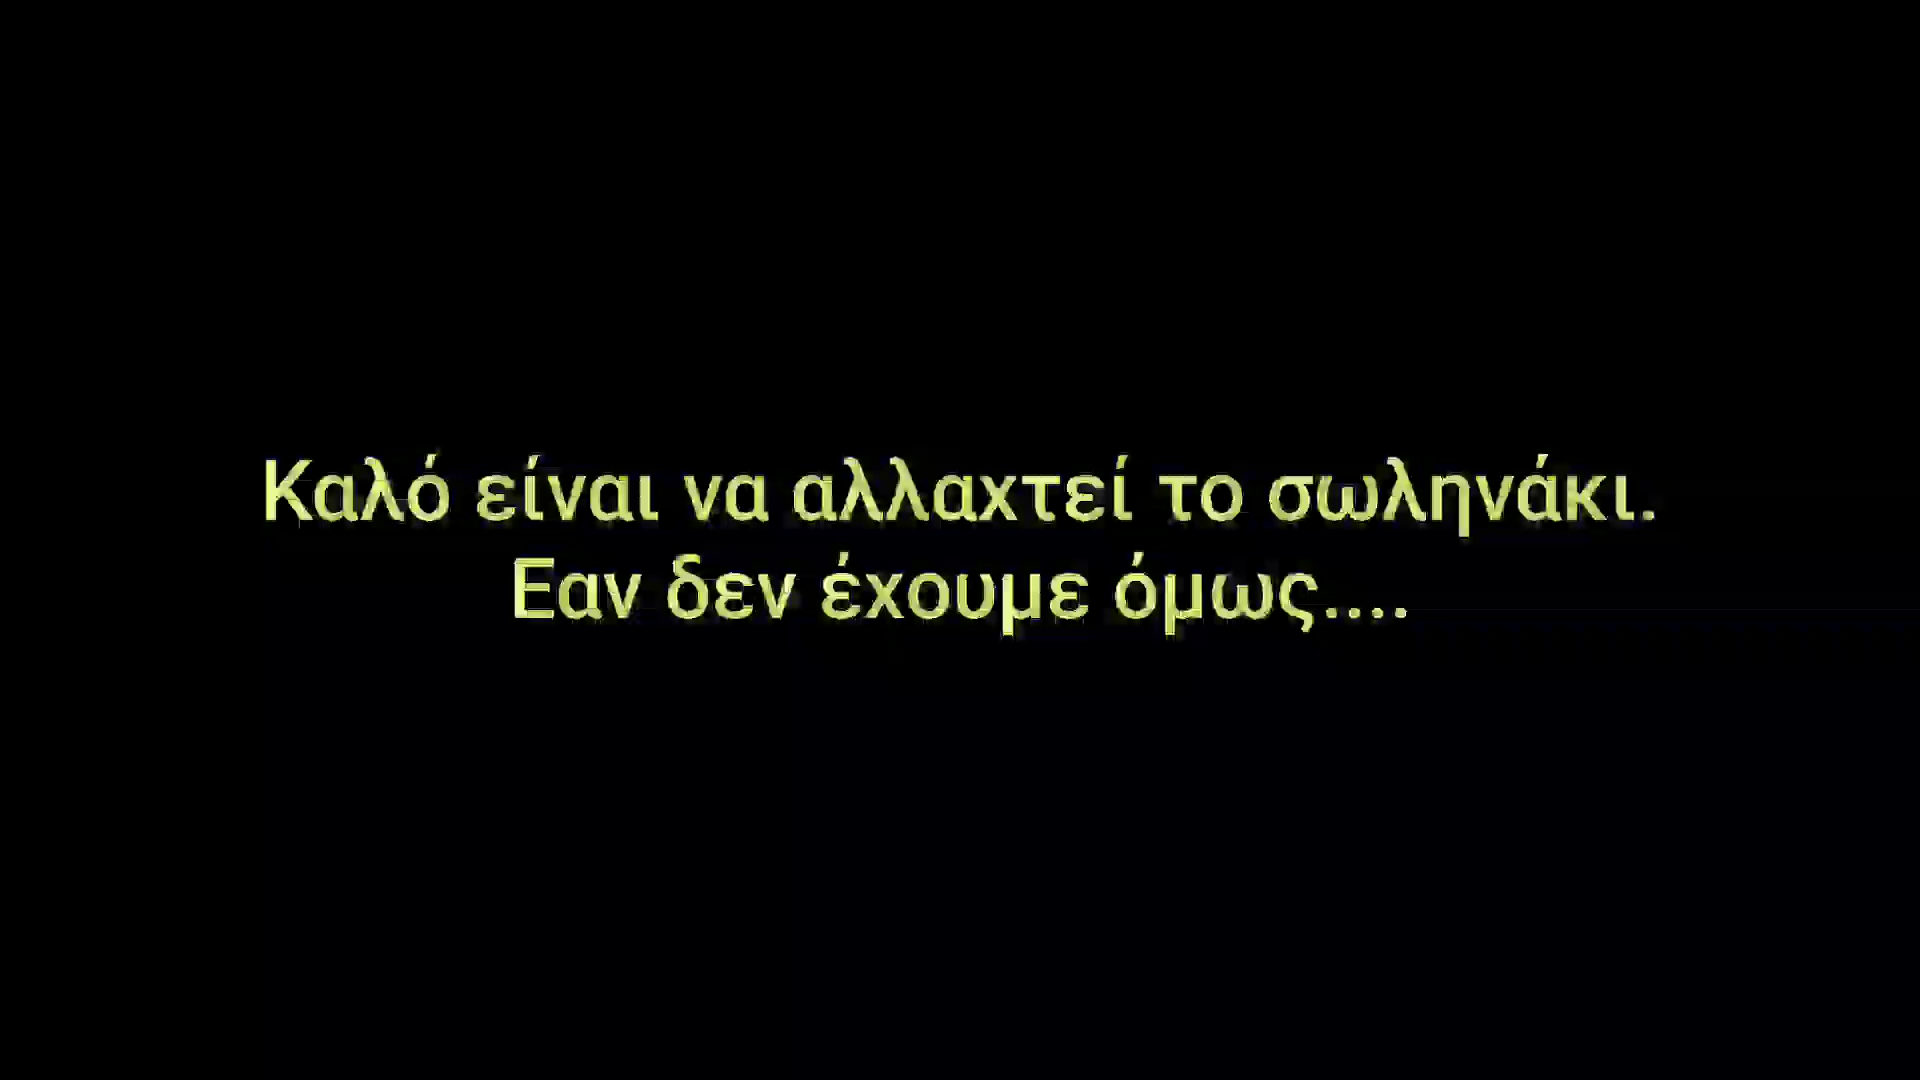 Καλό είναι να αλλαχτεί το σωληνάκι.
Εαν δεν έχουμε όμως....